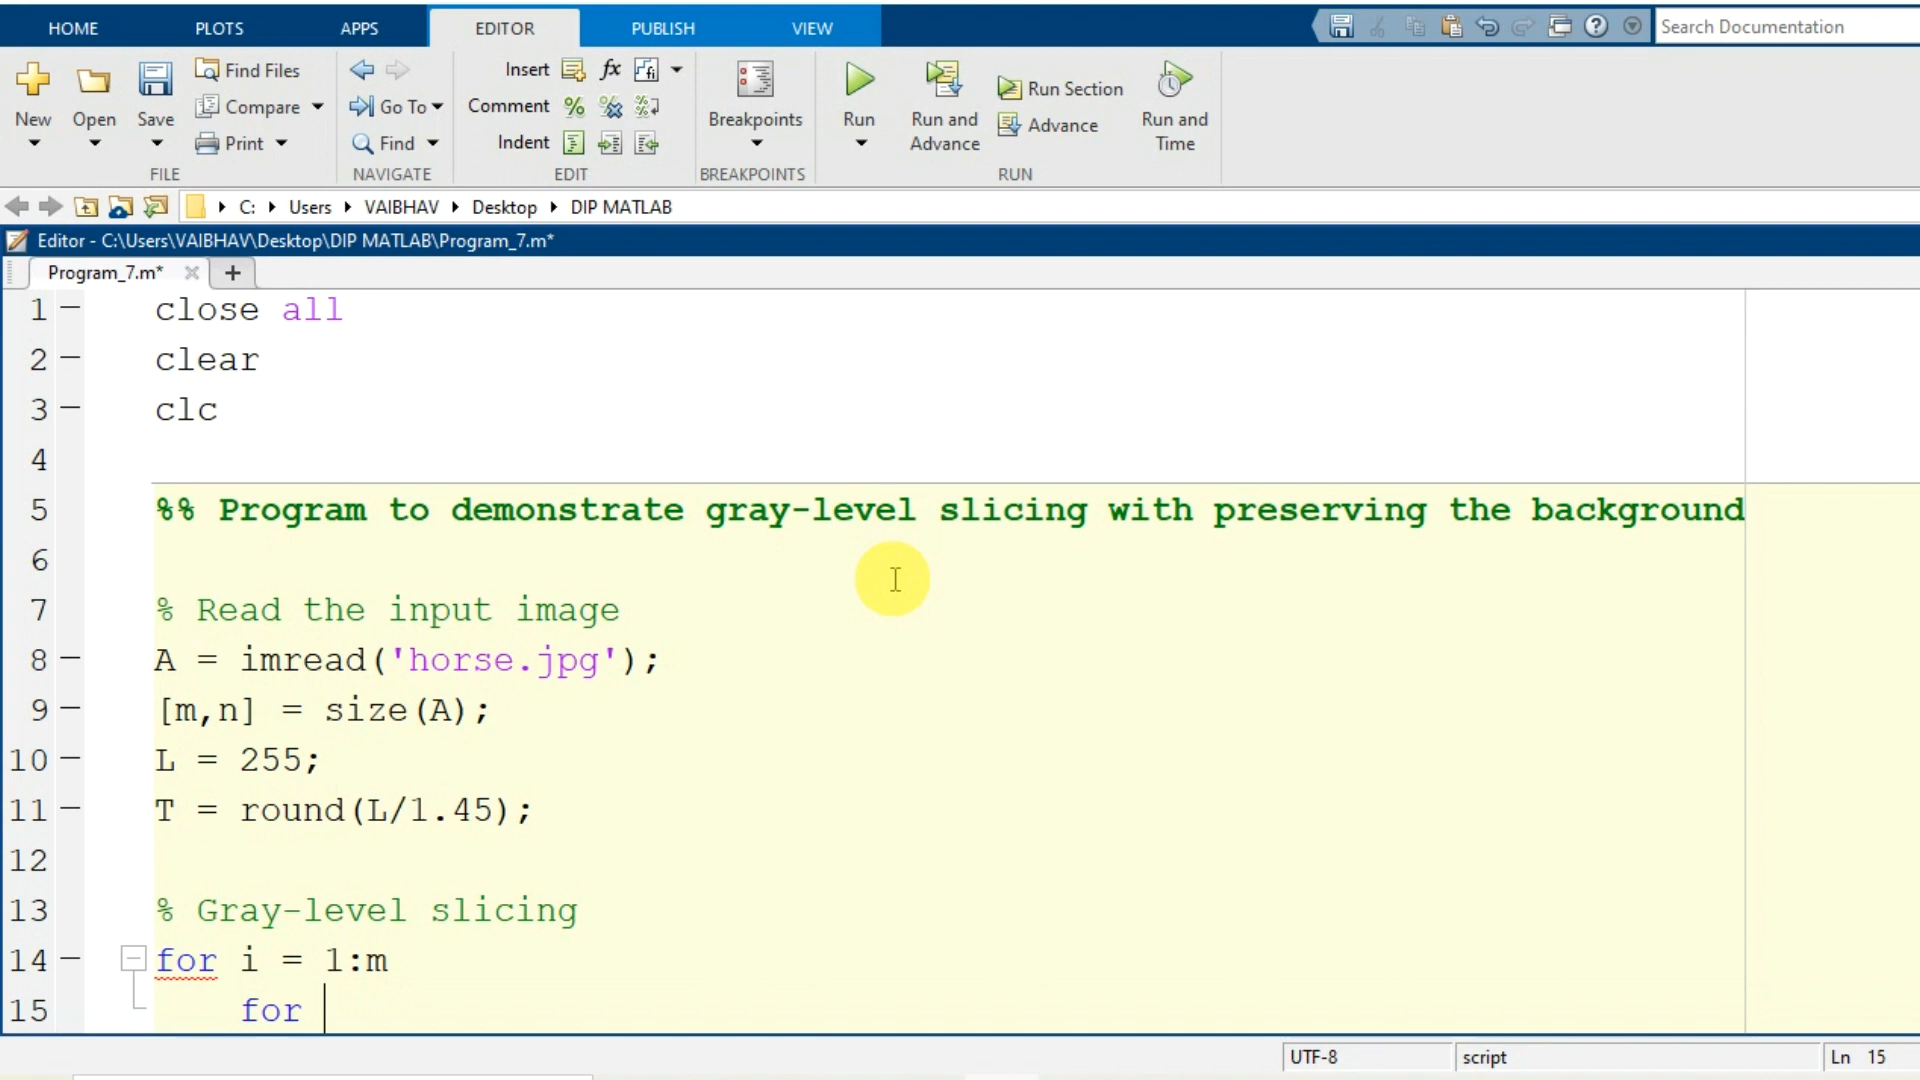 HOME PLOTS APPS EDITOR PUBLISH VIEW Search Documentation
New Open Save Find Files Compare Print
FILE
Go To Find
NAVIGATE
Insert fx
Comment
Indent
EDIT
Breakpoints
BREAKPOINTS
Run Run and Advance Run Section Advance Run and Time
RUN
C: Users VAIBHAV Desktop DIP MATLAB
Editor - C:\Users\VAIBHAV\Desktop\DIP MATLAB\Program_7.m*
Program_7.m* × +
1 — close all
2 — clear
3 — clc
4
5 %% Program to demonstrate gray-level slicing with preserving the background
6
7 % Read the input image
8 — A = imread('horse.jpg');
9 — [m,n] = size(A);
10 — L = 255;
11 — T = round(L/1.45);
12
13 % Gray-level slicing
14 — for i = 1:m
15 for
UTF-8 script Ln 15